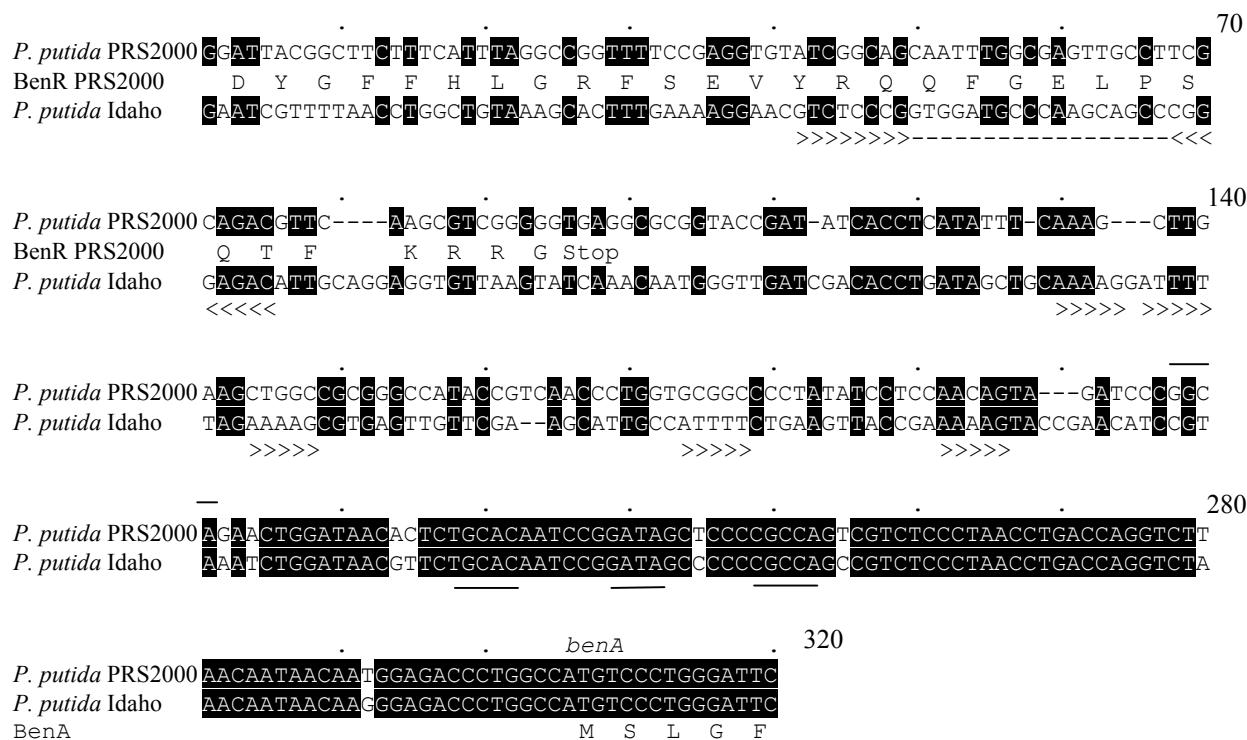 70
P. putida PRS2000 GGATTACGGCTTCTTTCATTTAGGCCGGTTTTCCGAGGTGTATCGGCAGCAATTTGGCGAGTTGCCTTCG
BenR PRS2000 D Y G F F H L G R F S E V Y R Q Q F G E L P S
P. putida Idaho GAATCGTTTTAACCTGGCTGTAAAGCACTTTGAAAAGGAACGTCTCCCGGTGGATGCCCAAGCAGCCCGG
>>>>>>>>------------------<<<
140
P. putida PRS2000 CAGACGTTC----AAGCGTCGGGGGTGAGGCGCGGTACCGAT-ATCACCTCATATTT-CAAAG---CTTG
BenR PRS2000 Q T F K R R G Stop
P. putida Idaho GAGACATTGCAGGAGGTGTTAAGTATCAAACAATGGGTTGATCGACACCTGATAGCTGCAAAAGGATTTT
<<<<< >>>>> >>>>>
P. putida PRS2000 AAGCTGGCCGCGGGCCATACCGTCAACCCTGGTGCGGCCCCTATATCCTCCAACAGTA---GATCCCGGC
P. putida Idaho TAGAAAAGCGTGAGTTGTTCGA--AGCATTGCCATTTTCTGAAGTTACCGAAAAAGTACCGAACATCCGT
>>>>> >>>>> >>>>>
280
P. putida PRS2000 AGAACTGGATAACACTCTGCACAATCCGGATAGCTCCCCGCCAGTCGTCTCCCTAACCTGACCAGGTCTT
P. putida Idaho AAATCTGGATAACGTTCTGCACAATCCGGATAGCCCCCCGCCAGCCGTCTCCCTAACCTGACCAGGTCTA
benA 320
P. putida PRS2000 AACAATAACAATGGAGACCCTGGCCATGTCCCTGGGATTC
P. putida Idaho AACAATAACAAGGGAGACCCTGGCCATGTCCCTGGGATTC
BenA M S L G F